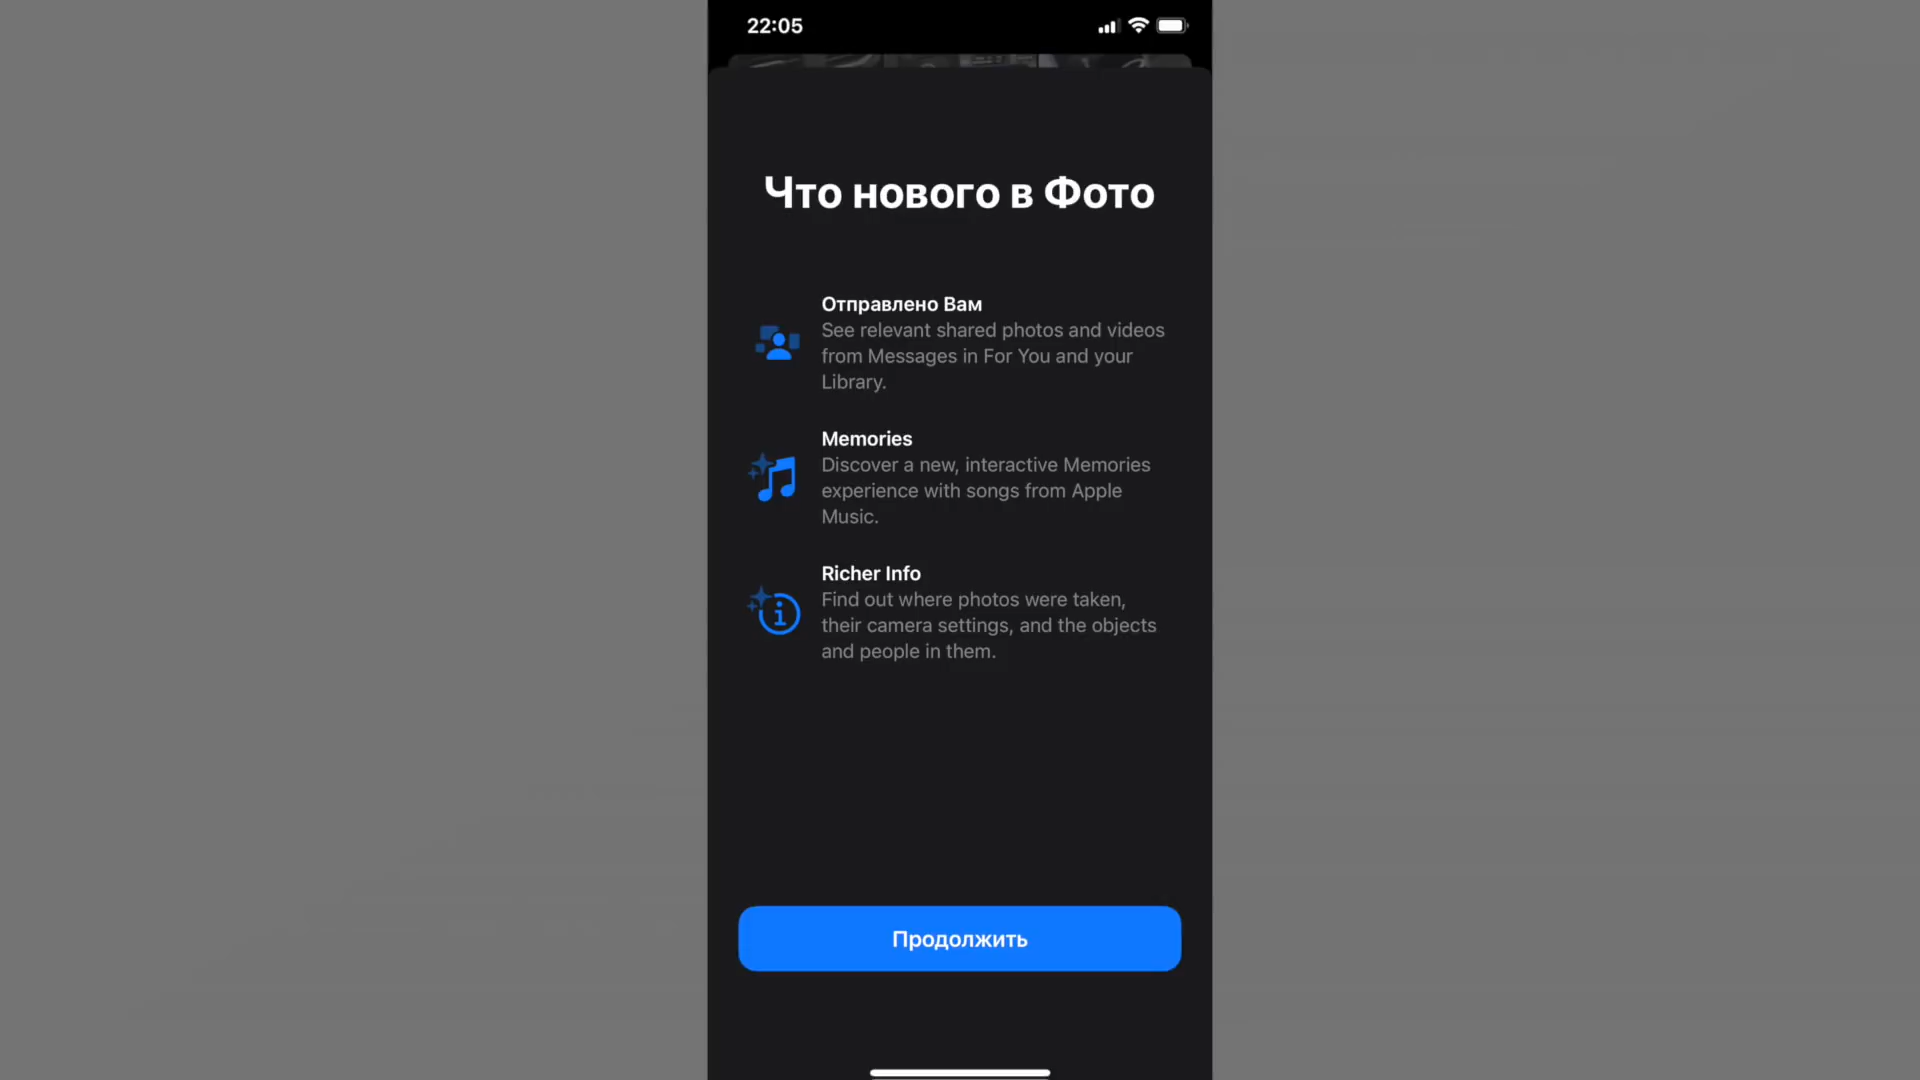 22:05
Что нового в Фото
Отправлено Вам
See relevant shared photos and videos
from Messages in For You and your
Library.
Memories
Discover a new, interactive Memories
experience with songs from Apple
Music.
Richer Info
Find out where photos were taken,
their camera settings, and the objects
and people in them.
Продолжить